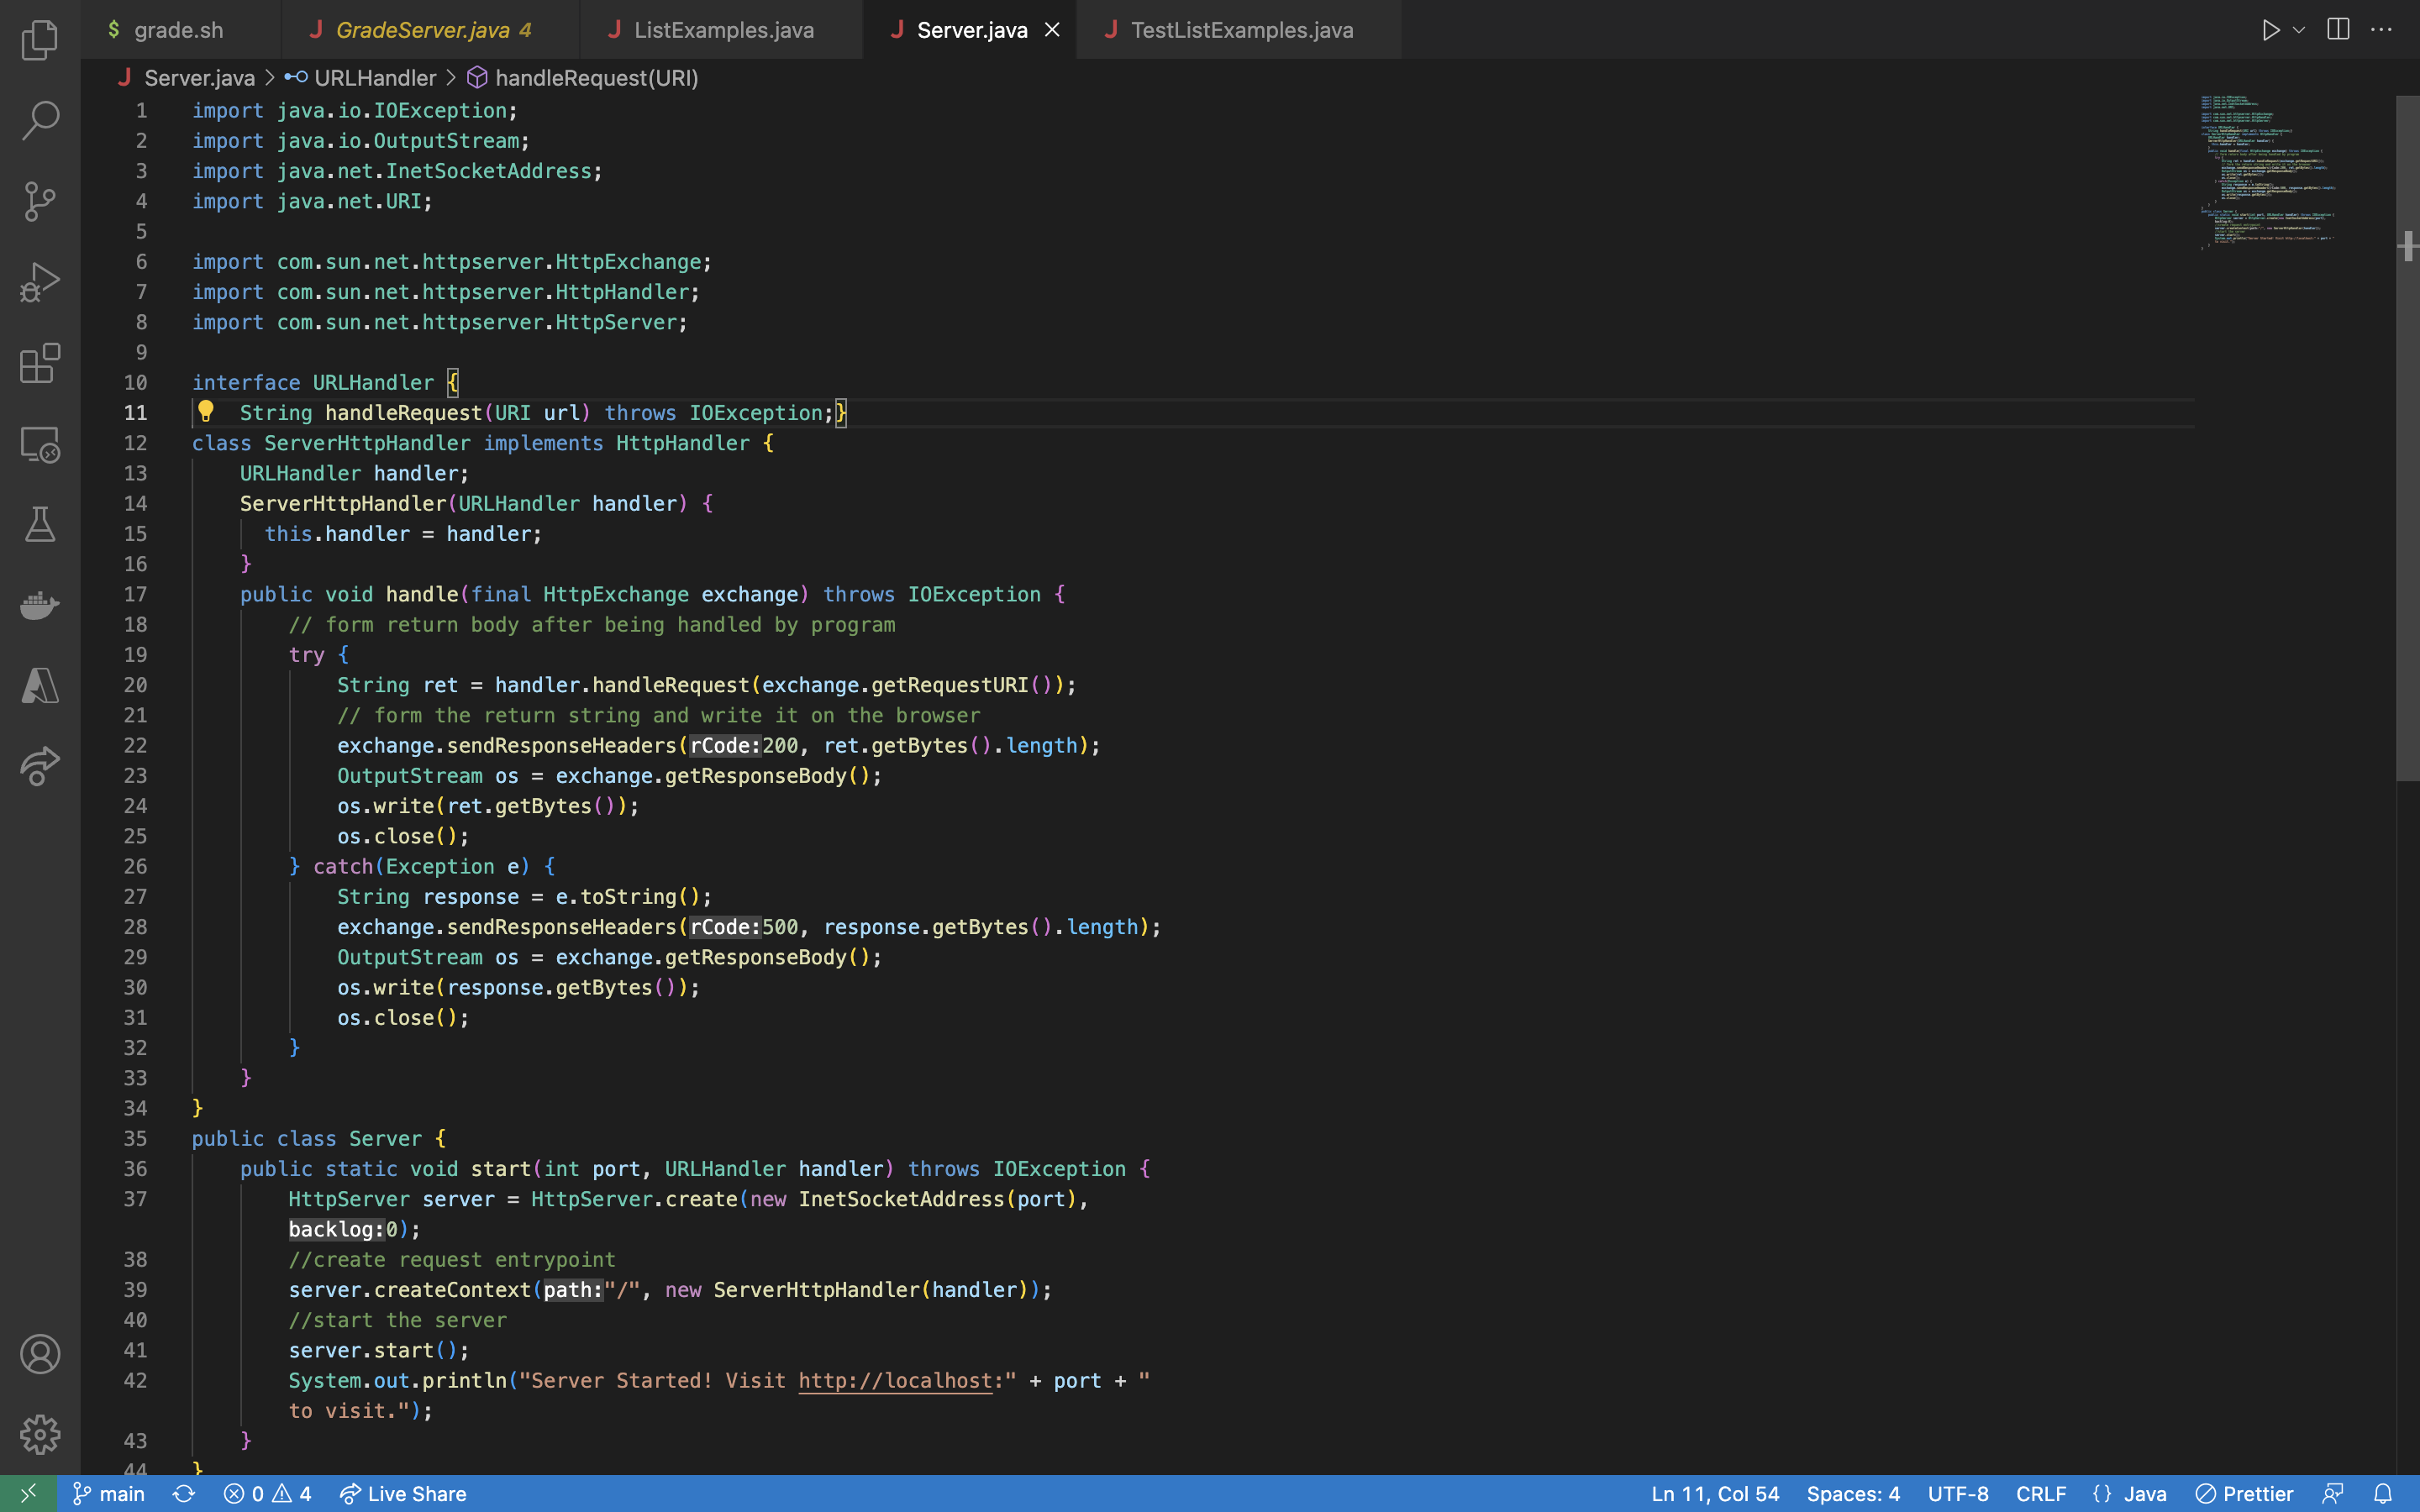 $ grade.sh
J GradeServer.java 4
J ListExamples.java
J Server.java
J TestListExamples.java
J Server.java > URLHandler > handleRequest(URI)
1 import java.io.IOException;
2 import java.io.OutputStream;
3 import java.net.InetSocketAddress;
4 import java.net.URI;
5
6 import com.sun.net.httpserver.HttpExchange;
7 import com.sun.net.httpserver.HttpHandler;
8 import com.sun.net.httpserver.HttpServer;
9
10 interface URLHandler {
11 String handleRequest(URI url) throws IOException;}
12 class ServerHttpHandler implements HttpHandler {
13 URLHandler handler;
14 ServerHttpHandler(URLHandler handler) {
15 this.handler = handler;
16 }
17 public void handle(final HttpExchange exchange) throws IOException {
18 // form return body after being handled by program
19 try {
20 String ret = handler.handleRequest(exchange.getRequestURI());
21 // form the return string and write it on the browser
22 exchange.sendResponseHeaders(rCode:200, ret.getBytes().length);
23 OutputStream os = exchange.getResponseBody();
24 os.write(ret.getBytes());
25 os.close();
26 } catch(Exception e) {
27 String response = e.toString();
28 exchange.sendResponseHeaders(rCode:500, response.getBytes().length);
29 OutputStream os = exchange.getResponseBody();
30 os.write(response.getBytes());
31 os.close();
32 }
33 }
34 }
35 public class Server {
36 public static void start(int port, URLHandler handler) throws IOException {
37 HttpServer server = HttpServer.create(new InetSocketAddress(port),
backlog:0);
38 //create request entrypoint
39 server.createContext(path:"/", new ServerHttpHandler(handler));
40 //start the server
41 server.start();
42 System.out.println("Server Started! Visit http://localhost:" + port + "
to visit.");
43 }
44 }
main 0 4 Live Share Ln 11, Col 54 Spaces: 4 UTF-8 CRLF {} Java Prettier